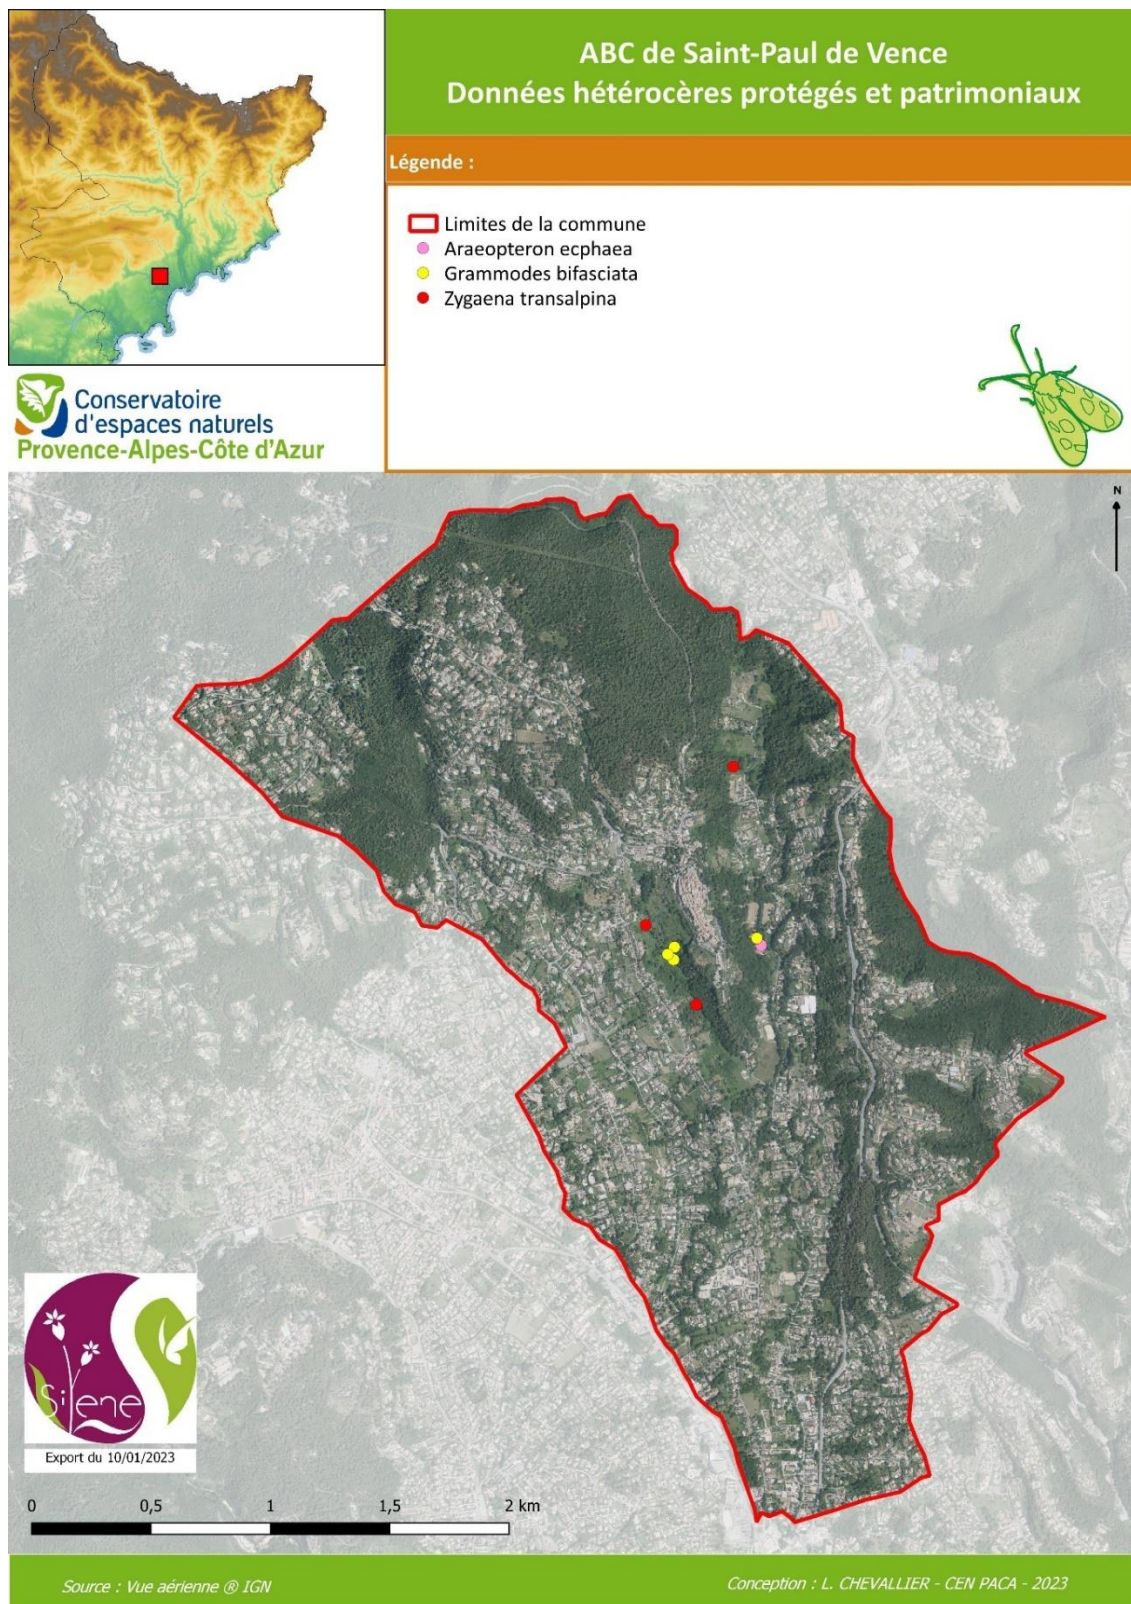 ABC de Saint-Paul de Vence
Données hétérocères protégés et patrimoniaux
Légende :
Limites de la commune
Araeopteron ecphaea
Grammodes bifasciata
Zygaena transalpina
Conservatoire
d'espaces naturels
Provence-Alpes-Côte d'Azur
N
Silene
Export du 10/01/2023
0 0,5 1 1,5 2 km
Source : Vue aérienne ® IGN
Conception : L. CHEVALLIER - CEN PACA - 2023